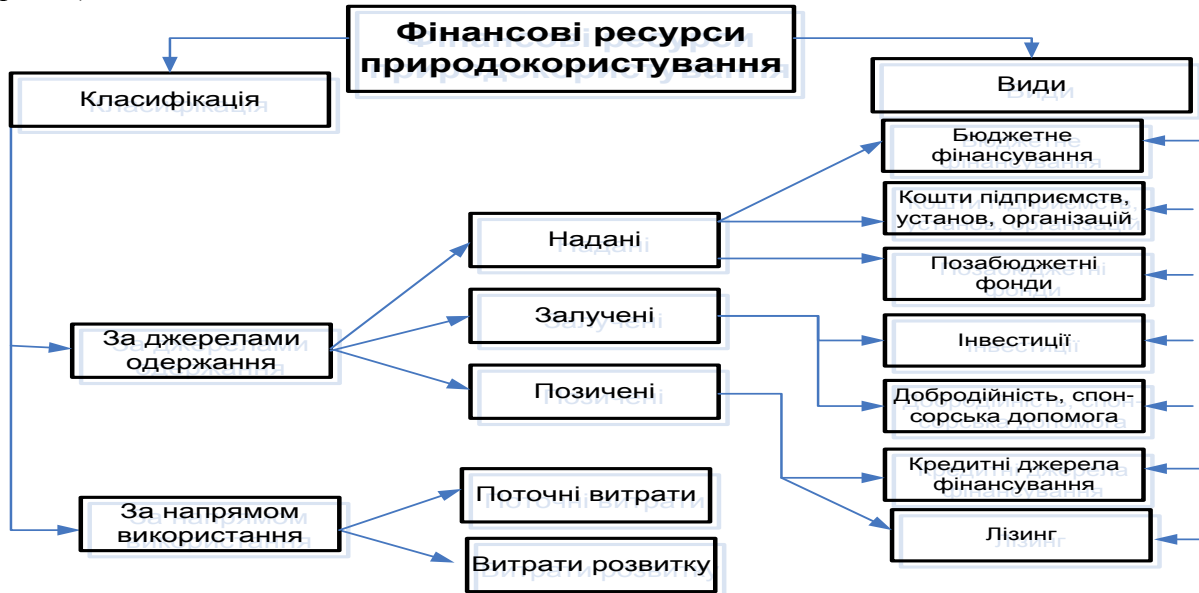 Фінансові ресурси
природокористування
Класифікація
Види
Бюджетне
фінансування
Кошти підприємств,
установ, організацій
Надані
Позабюджетні
фонди
Залучені
Інвестиції
За джерелами
одержання
Позичені
Добродійність, спон-
сорська допомога
Кредитні джерела
фінансування
Поточні витрати
За напрямом
використання
Лізинг
Витрати розвитку